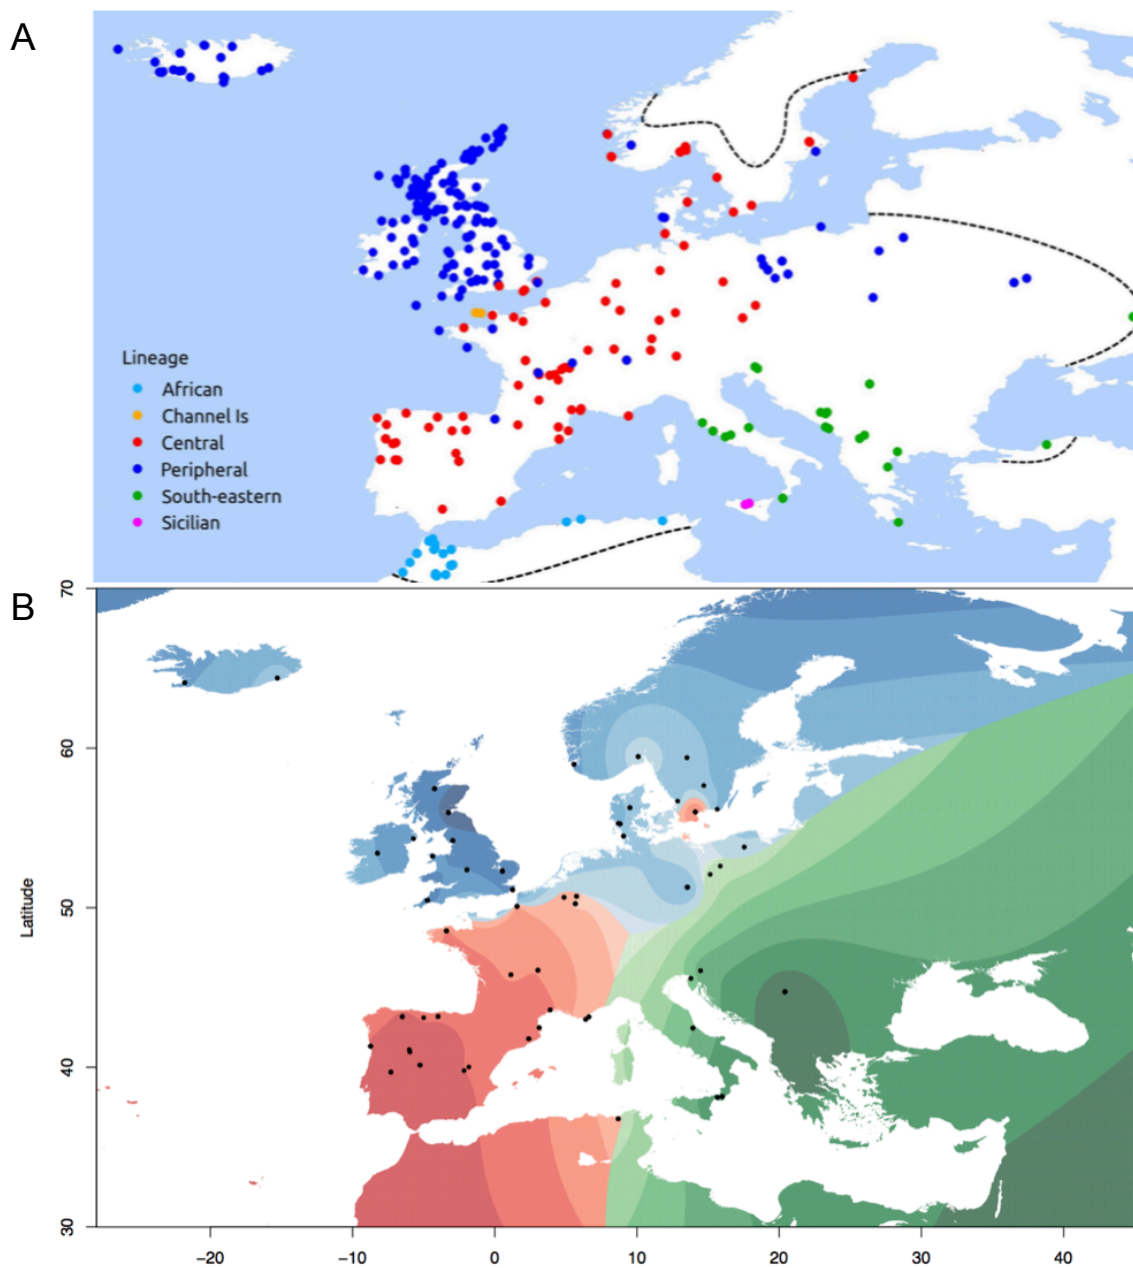 A
Lineage
African
Channel Is
Central
Peripheral
South-eastern
Sicilian
B
70
60
50
40
30
Latitude
−20
−10
0
10
20
30
40